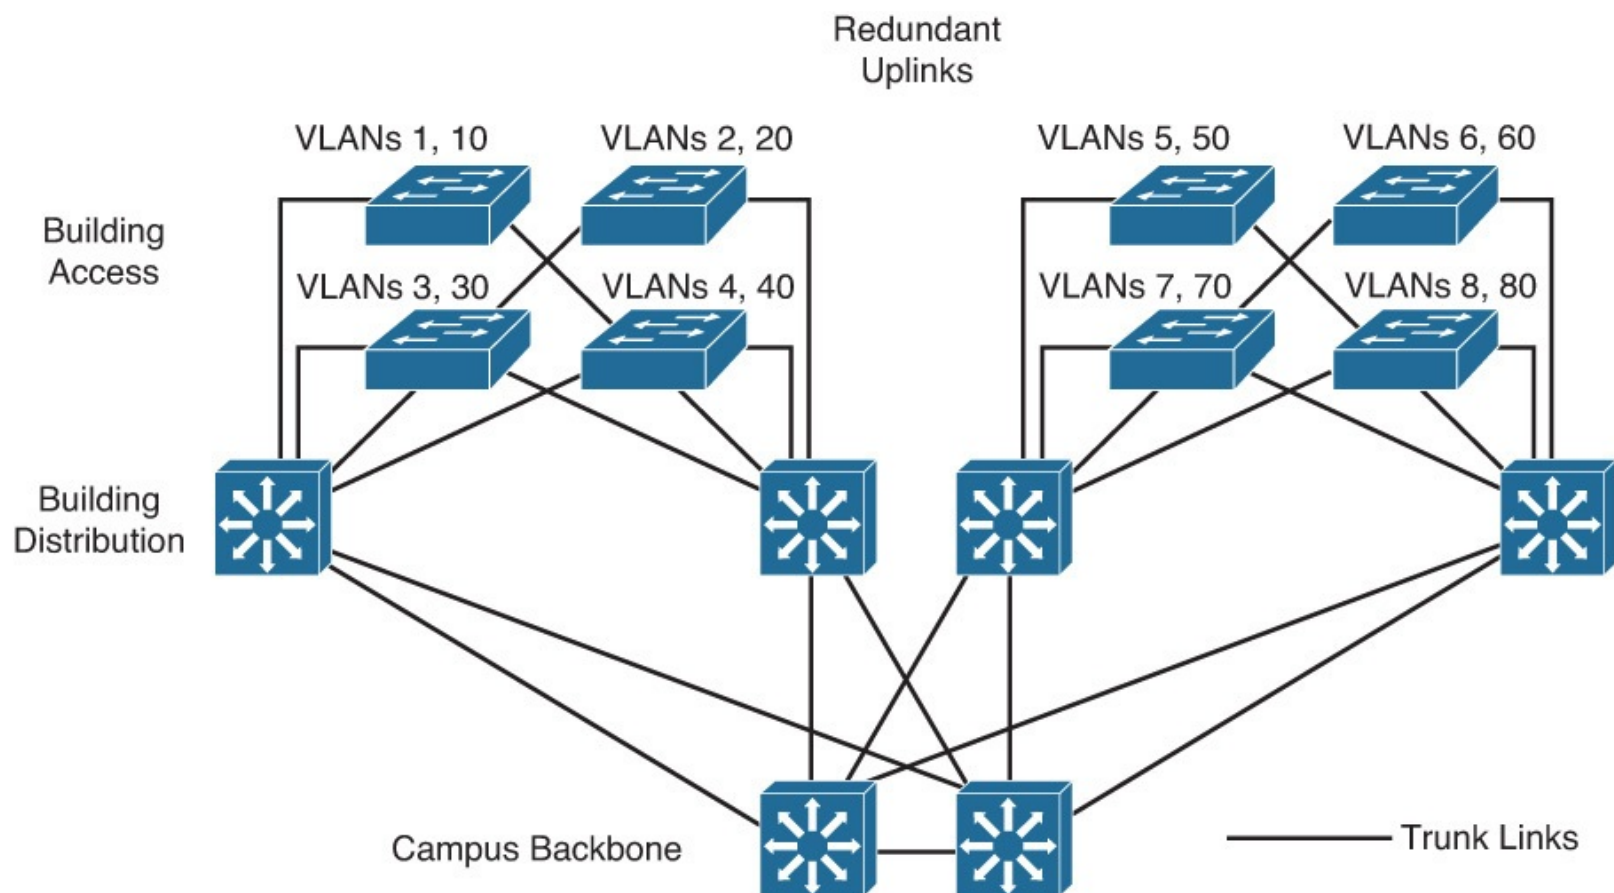 Redundant
Uplinks
VLANs 1, 10
VLANs 2, 20
VLANs 5, 50
VLANs 6, 60
Building
Access
VLANs 3, 30
VLANs 4, 40
VLANs 7, 70
VLANs 8, 80
Building
Distribution
Campus Backbone
Trunk Links